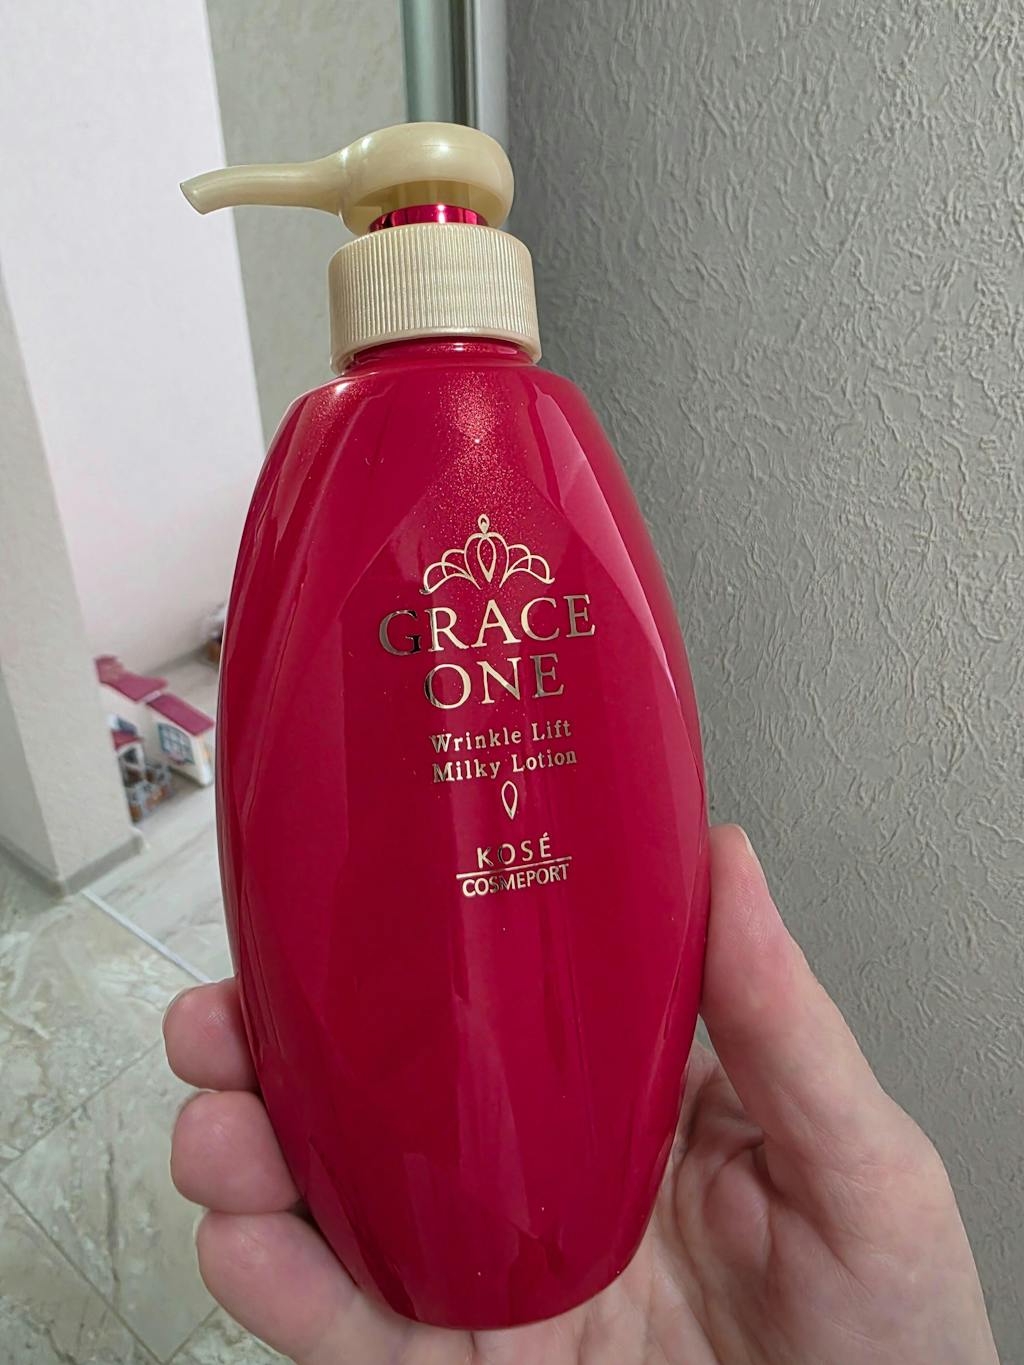 GRACE
ONE
Wrinkle Lift
Milky Lotion
KOSÉ
COSMEPORT